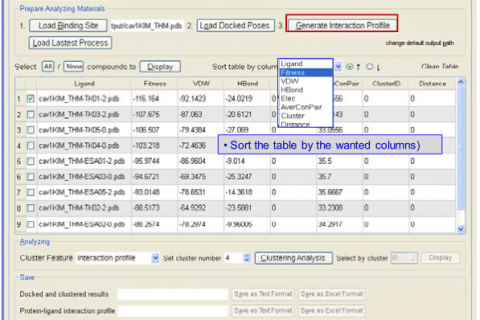 Prepare Analyzing Materials
1. Load Binding Site tput/cav1KIM_THM.pdb 2. Load Docked Poses 3. Generate Interaction Profile
Load Lastest Process change default output path
Select All / None compounds to Display Sort table by column Clean Table
Ligand
Fitness
VDW
HBond
Elec
AverConPair
Cluster
Distance
Ligand Fitness VDW HBond ConPair ClusterID Distance
1 cav1KIM_THM-TK01-2.pdb -116.164 -92.1423 -24.0219 0 0
2 cav1KIM_THM-TK03-2.pdb -107.675 -87.063 -20.6121 0 0
3 cav1KIM_THM-TK05-0.pdb -106.507 -79.4384 -27.069 33.0556 0 0
4 cav1KIM_THM-TK04-0.pdb -103.218 -72.4636
• Sort the table by the wanted columns)
5 cav1KIM_THM-ESA01-2.pdb -95.9744 -86.9604 -9.014 0 35.5 0 0
6 cav1KIM_THM-ESA03-0.pdb -94.6721 -69.3475 -25.3247 0 35.7 0 0
7 cav1KIM_THM-ESA05-2.pdb -93.0148 -78.6531 -14.3618 0 35.6667 0 0
8 cav1KIM_THM-TK02-2.pdb -88.5173 -64.9292 -23.5881 0 33.2308 0 0
9 cav1KIM_THM-ESA02-0.pdb -88.2574 -78.2974 -9.96005 0 34.2917 0 0
Analyzing
Cluster Feature Interaction profile Set cluster number 4 Clustering Analysis Select by cluster 0 Display
Save
Docked and clustered results Save as Text Format Save as Excel Format
Protein-ligand interaction profile Save as Text Format Save as Excel Format